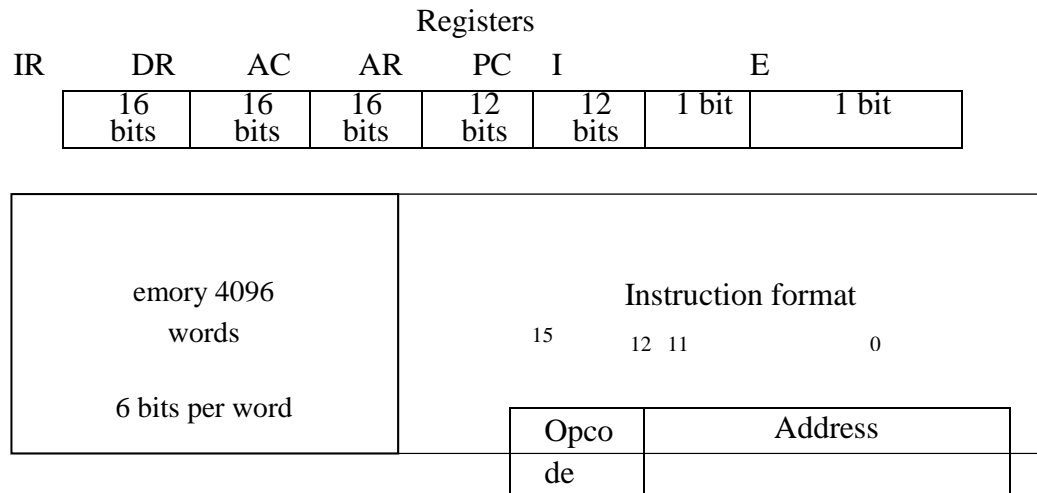 Registers
IR DR AC AR PC I E
16 bits 16 bits 16 bits 12 bits 12 bits 1 bit 1 bit
emory 4096
words
6 bits per word
Instruction format
15 12 11 0
Opco
de
Address